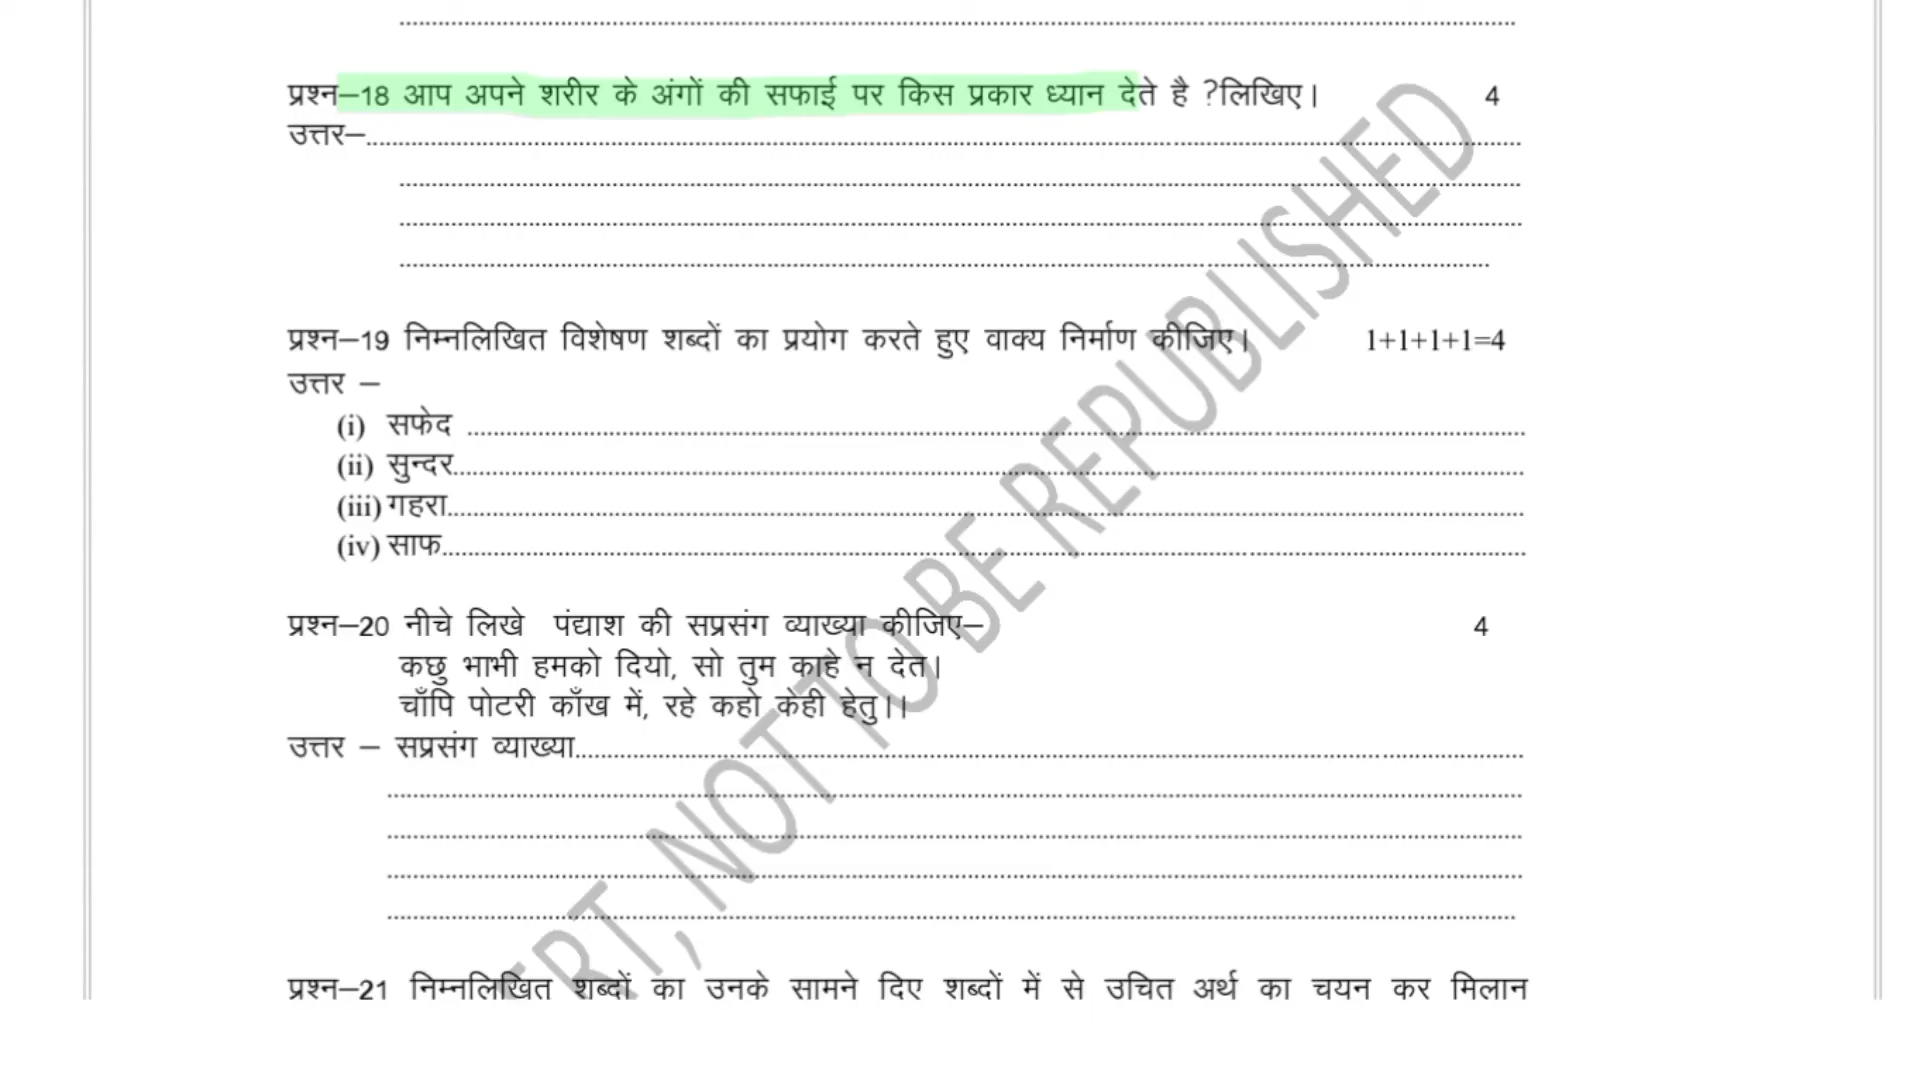 प्रश्न–18 आप अपने शरीर के अंगों की सफाई पर किस प्रकार ध्यान देते है ?लिखिए। 4
उत्तर–
प्रश्न–19 निम्नलिखित विशेषण शब्दों का प्रयोग करते हुए वाक्य निर्माण कीजिए। 1+1+1+1=4
उत्तर –
(i) सफेद
(ii) सुन्दर
(iii) गहरा
(iv) साफ
प्रश्न–20 नीचे लिखे पंद्याश की सप्रसंग व्याख्या कीजिए– 4
कछु भाभी हमको दियो, सो तुम काहे न देत।
चाँपि पोटरी काँख में, रहे कहो केही हेतु।।
उत्तर – सप्रसंग व्याख्या
प्रश्न–21 निम्नलिखित शब्दों का उनके सामने दिए शब्दों में से उचित अर्थ का चयन कर मिलान
ERT, NOT TO BE REPUBLISHED